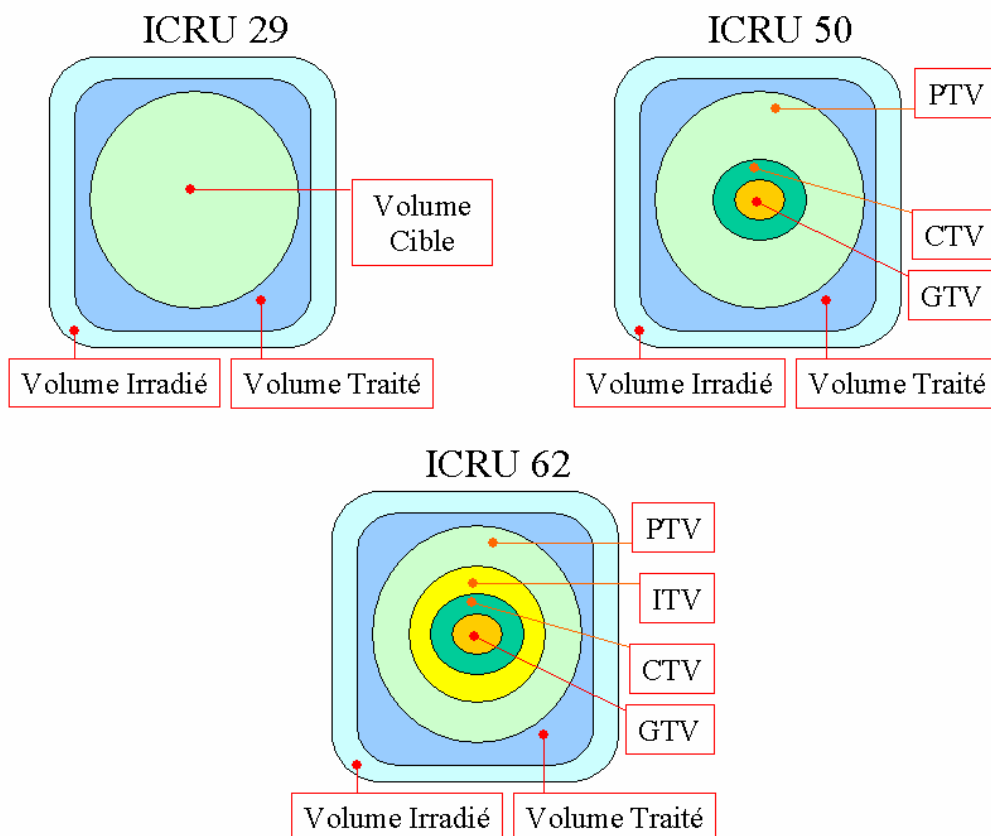 ICRU 29
Volume
Cible
Volume Irradié
Volume Traité
ICRU 50
PTV
CTV
GTV
Volume Irradié
Volume Traité
ICRU 62
PTV
ITV
CTV
GTV
Volume Irradié
Volume Traité